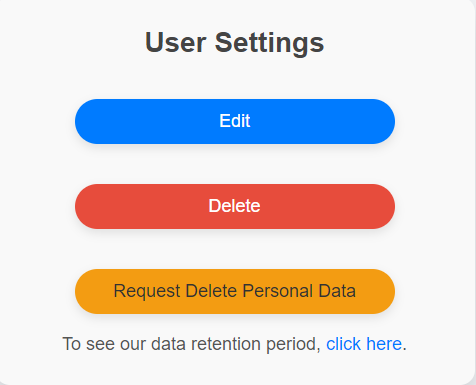 User Settings
Edit
Delete
Request Delete Personal Data
To see our data retention period, click here.